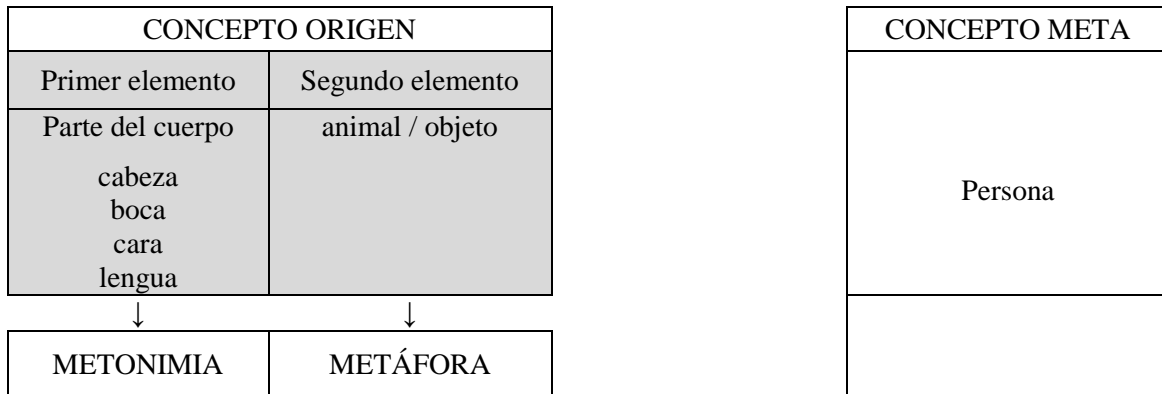 CONCEPTO ORIGEN
CONCEPTO META
Primer elemento
Segundo elemento
Parte del cuerpo
animal / objeto
cabeza
boca
cara
lengua
Persona
↓
↓
METONIMIA
METÁFORA